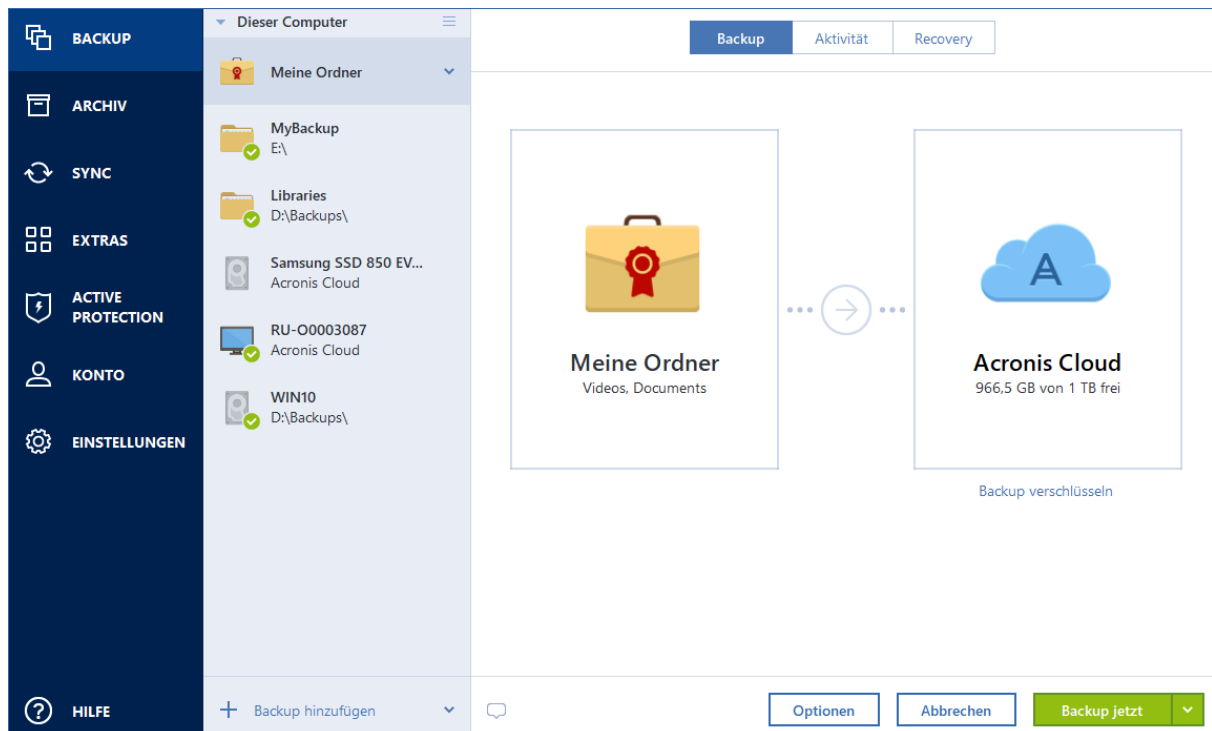 BACKUP
ARCHIV
SYNC
EXTRAS
ACTIVE
PROTECTION
KONTO
EINSTELLUNGEN
HILFE
Dieser Computer
Meine Ordner
MyBackup
E:\
Libraries
D:\Backups\
Samsung SSD 850 EV...
Acronis Cloud
RU-O0003087
Acronis Cloud
WIN10
D:\Backups\
Backup hinzufügen
Backup
Aktivität
Recovery
Meine Ordner
Videos, Documents
Acronis Cloud
966,5 GB von 1 TB frei
Backup verschlüsseln
Optionen
Abbrechen
Backup jetzt